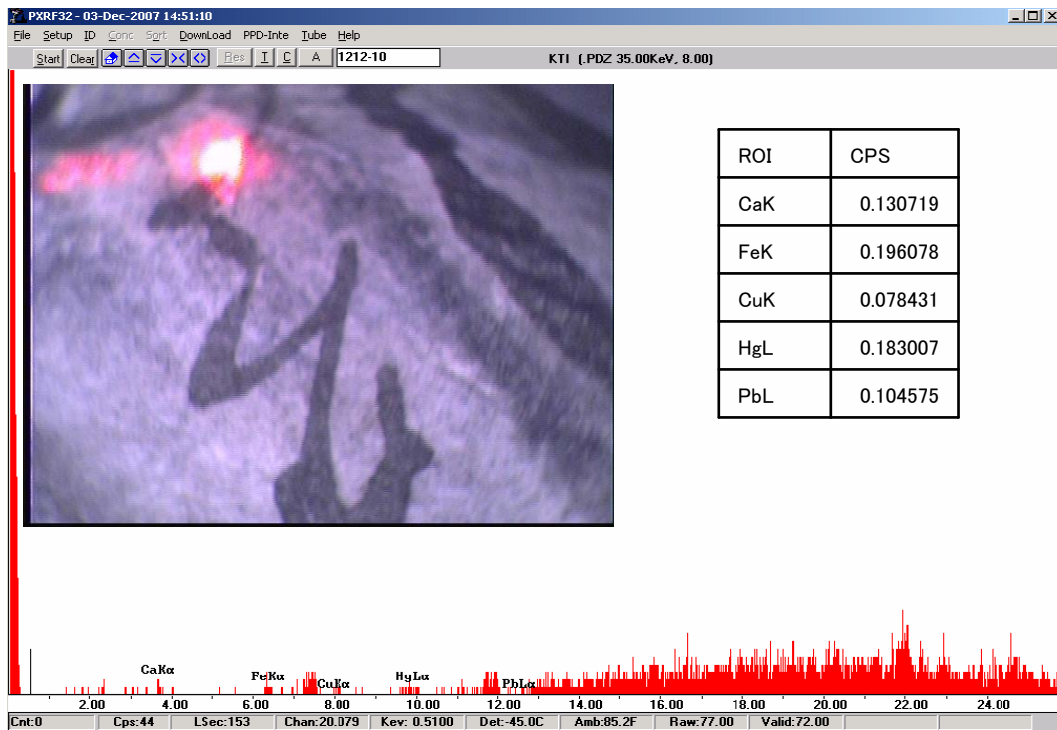 PXRF32 - 03-Dec-2007 14:51:10
File Setup ID Conc Sort DownLoad PPD-Inte Tube Help
Start Clear Res I C A 1212-10 KTI (.PDZ 35.00KeV, 8.00)
ROI CPS
CaK 0.130719
FeK 0.196078
CuK 0.078431
HgL 0.183007
PbL 0.104575
CaKα FeKα CuKα HgLα PbLα
2.00 4.00 6.00 8.00 10.00 12.00 14.00 16.00 18.00 20.00 22.00 24.00
Cnt:0 Cps:44 LSec:153 Chan:20.079 Kev: 0.5100 Det:-45.0C Amb:85.2F Raw:77.00 Valid:72.00